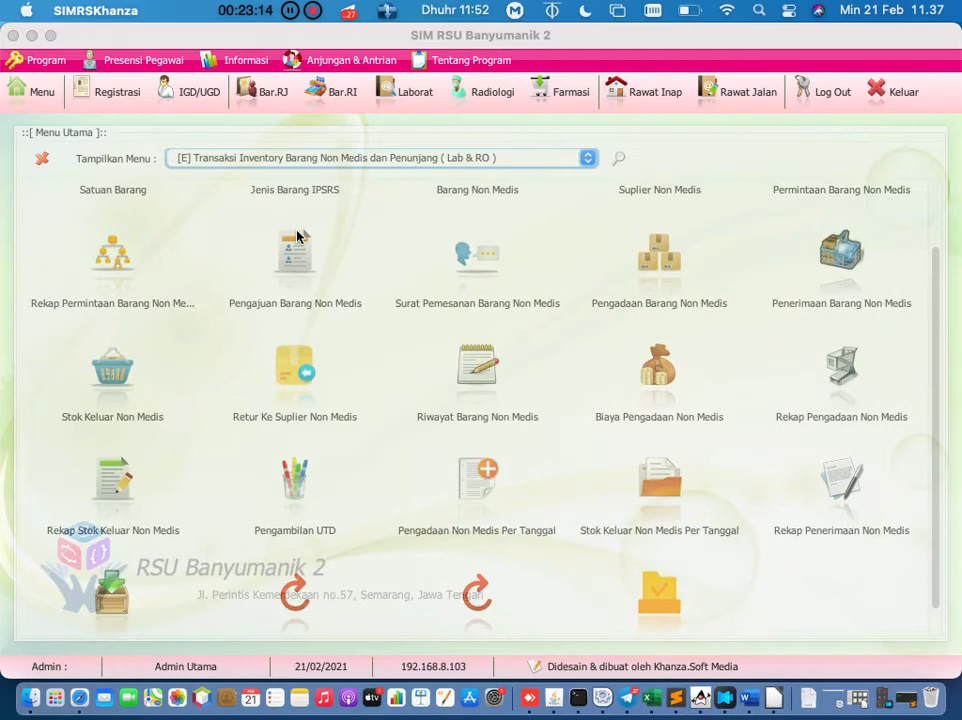 SIMRSKhanza
00:23:14
27
Dhuhr 11:52
Min 21 Feb 11.37
SIM RSU Banyumanik 2
Program
Presensi Pegawai
Informasi
Anjungan & Antrian
Tentang Program
Menu
Registrasi
IGD/UGD
Bar.RJ
Bar.RI
Laborat
Radiologi
Farmasi
Rawat Inap
Rawat Jalan
Log Out
Keluar
::[ Menu Utama ]::
Tampilkan Menu :
[E] Transaksi Inventory Barang Non Medis dan Penunjang ( Lab & RO )
Satuan Barang
Jenis Barang IPSRS
Barang Non Medis
Suplier Non Medis
Permintaan Barang Non Medis
Rekap Permintaan Barang Non Me...
Pengajuan Barang Non Medis
Surat Pemesanan Barang Non Medis
Pengadaan Barang Non Medis
Penerimaan Barang Non Medis
Stok Keluar Non Medis
Retur Ke Suplier Non Medis
Riwayat Barang Non Medis
Biaya Pengadaan Non Medis
Rekap Pengadaan Non Medis
Rekap Stok Keluar Non Medis
Pengambilan UTD
Pengadaan Non Medis Per Tanggal
Stok Keluar Non Medis Per Tanggal
Rekap Penerimaan Non Medis
RSU Banyumanik 2
Jl. Perintis Kemerdekaan no.57, Semarang, Jawa Tengah
Admin :
Admin Utama
21/02/2021
192.168.8.103
Didesain & dibuat oleh Khanza.Soft Media